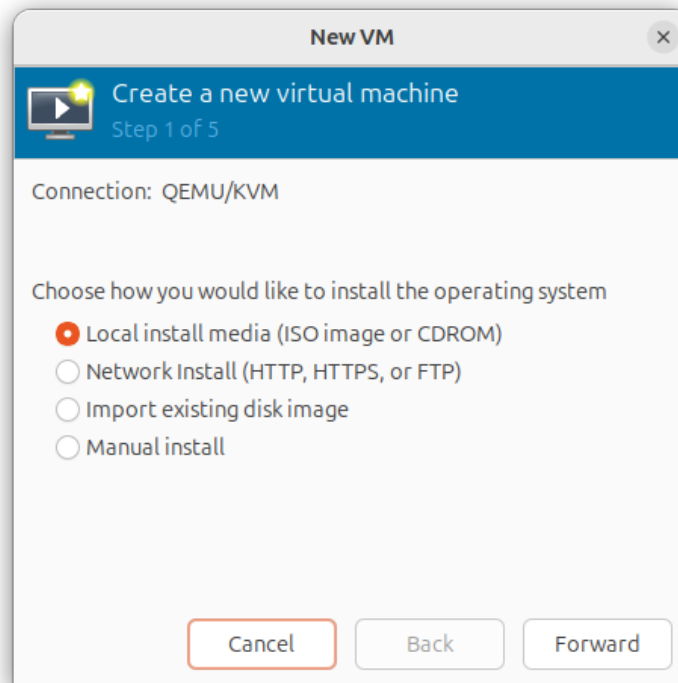 New VM
Create a new virtual machine
Step 1 of 5
Connection: QEMU/KVM
Choose how you would like to install the operating system
Local install media (ISO image or CDROM)
Network Install (HTTP, HTTPS, or FTP)
Import existing disk image
Manual install
Cancel Back Forward